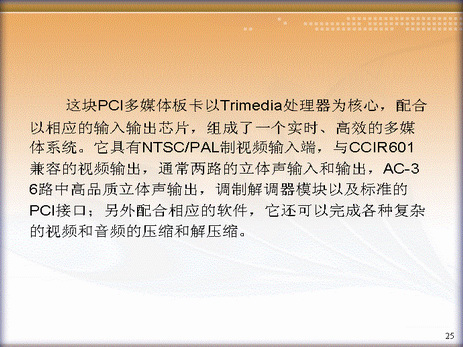 这块PCI多媒体板卡以Trimedia处理器为核心，配合
以相应的输入输出芯片，组成了一个实时、高效的多媒
体系统。它具有NTSC/PAL制视频输入端，与CCIR601
兼容的视频输出，通常两路的立体声输入和输出，AC-3
6路中高品质立体声输出，调制解调器模块以及标准的
PCI接口；另外配合相应的软件，它还可以完成各种复杂
的视频和音频的压缩和解压缩。
25